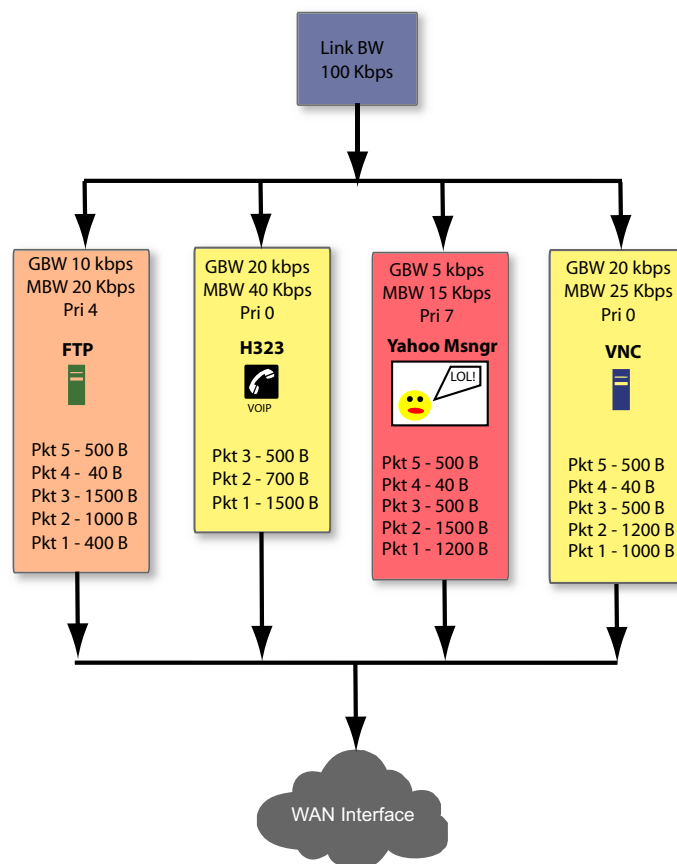 Link BW
100 Kbps
GBW 10 kbps
MBW 20 Kbps
Pri 4
FTP
Pkt 5 - 500 B
Pkt 4 - 40 B
Pkt 3 - 1500 B
Pkt 2 - 1000 B
Pkt 1 - 400 B
GBW 20 kbps
MBW 40 Kbps
Pri 0
H323
VOIP
Pkt 3 - 500 B
Pkt 2 - 700 B
Pkt 1 - 1500 B
GBW 5 kbps
MBW 15 Kbps
Pri 7
Yahoo Msngr
LOL!
Pkt 5 - 500 B
Pkt 4 - 40 B
Pkt 3 - 500 B
Pkt 2 - 1500 B
Pkt 1 - 1200 B
GBW 20 kbps
MBW 25 Kbps
Pri 0
VNC
Pkt 5 - 500 B
Pkt 4 - 40 B
Pkt 3 - 500 B
Pkt 2 - 1200 B
Pkt 1 - 1000 B
WAN Interface